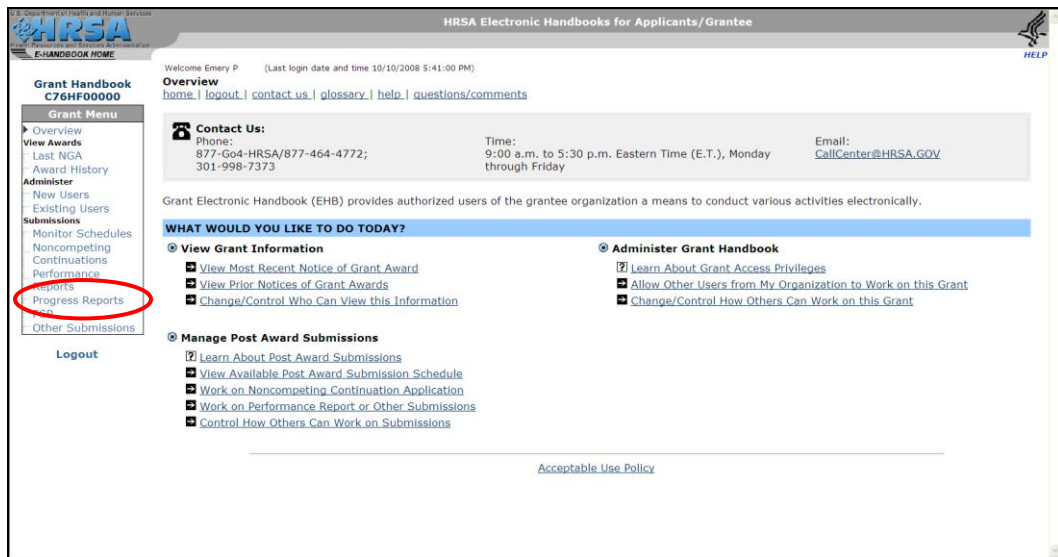 U.S. Department of Health and Human Services
HRSA
Health Resources and Services Administration
E-HANDBOOK HOME
HRSA Electronic Handbooks for Applicants/Grantee
HELP
Welcome Emery P (Last login date and time 10/10/2008 5:41:00 PM)
Overview
home | logout | contact us | glossary | help | questions/comments
Grant Handbook
C76HF00000
Grant Menu
Overview
View Awards
Last NGA
Award History
Administer
New Users
Existing Users
Submissions
Monitor Schedules
Noncompeting
Continuations
Performance
Reports
Progress Reports
FSR
Other Submissions
Logout
Contact Us:
Phone:
877-Go4-HRSA/877-464-4772;
301-998-7373
Time:
9:00 a.m. to 5:30 p.m. Eastern Time (E.T.), Monday
through Friday
Email:
CallCenter@HRSA.GOV
Grant Electronic Handbook (EHB) provides authorized users of the grantee organization a means to conduct various activities electronically.
WHAT WOULD YOU LIKE TO DO TODAY?
View Grant Information
View Most Recent Notice of Grant Award
View Prior Notices of Grant Awards
Change/Control Who Can View this Information
Administer Grant Handbook
Learn About Grant Access Privileges
Allow Other Users from My Organization to Work on this Grant
Change/Control How Others Can Work on this Grant
Manage Post Award Submissions
Learn About Post Award Submissions
View Available Post Award Submission Schedule
Work on Noncompeting Continuation Application
Work on Performance Report or Other Submissions
Control How Others Can Work on Submissions
Acceptable Use Policy